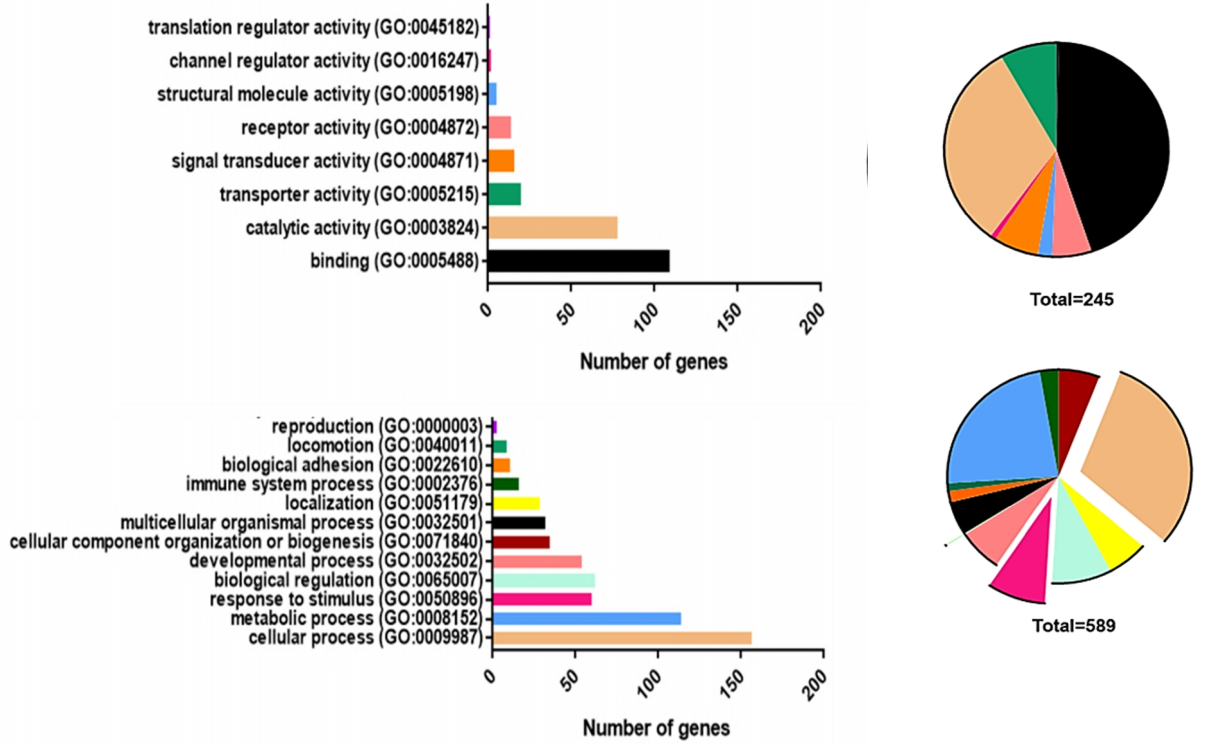 translation regulator activity (GO:0045182)
channel regulator activity (GO:0016247)
structural molecule activity (GO:0005198)
receptor activity (GO:0004872)
signal transducer activity (GO:0004871)
transporter activity (GO:0005215)
catalytic activity (GO:0003824)
binding (GO:0005488)
0 50 100 150 200
Number of genes
Total=245
reproduction (GO:0000003)
locomotion (GO:0040011)
biological adhesion (GO:0022610)
immune system process (GO:0002376)
localization (GO:0051179)
multicellular organismal process (GO:0032501)
cellular component organization or biogenesis (GO:0071840)
developmental process (GO:0032502)
biological regulation (GO:0065007)
response to stimulus (GO:0050896)
metabolic process (GO:0008152)
cellular process (GO:0009987)
0 50 100 150 200
Number of genes
Total=589